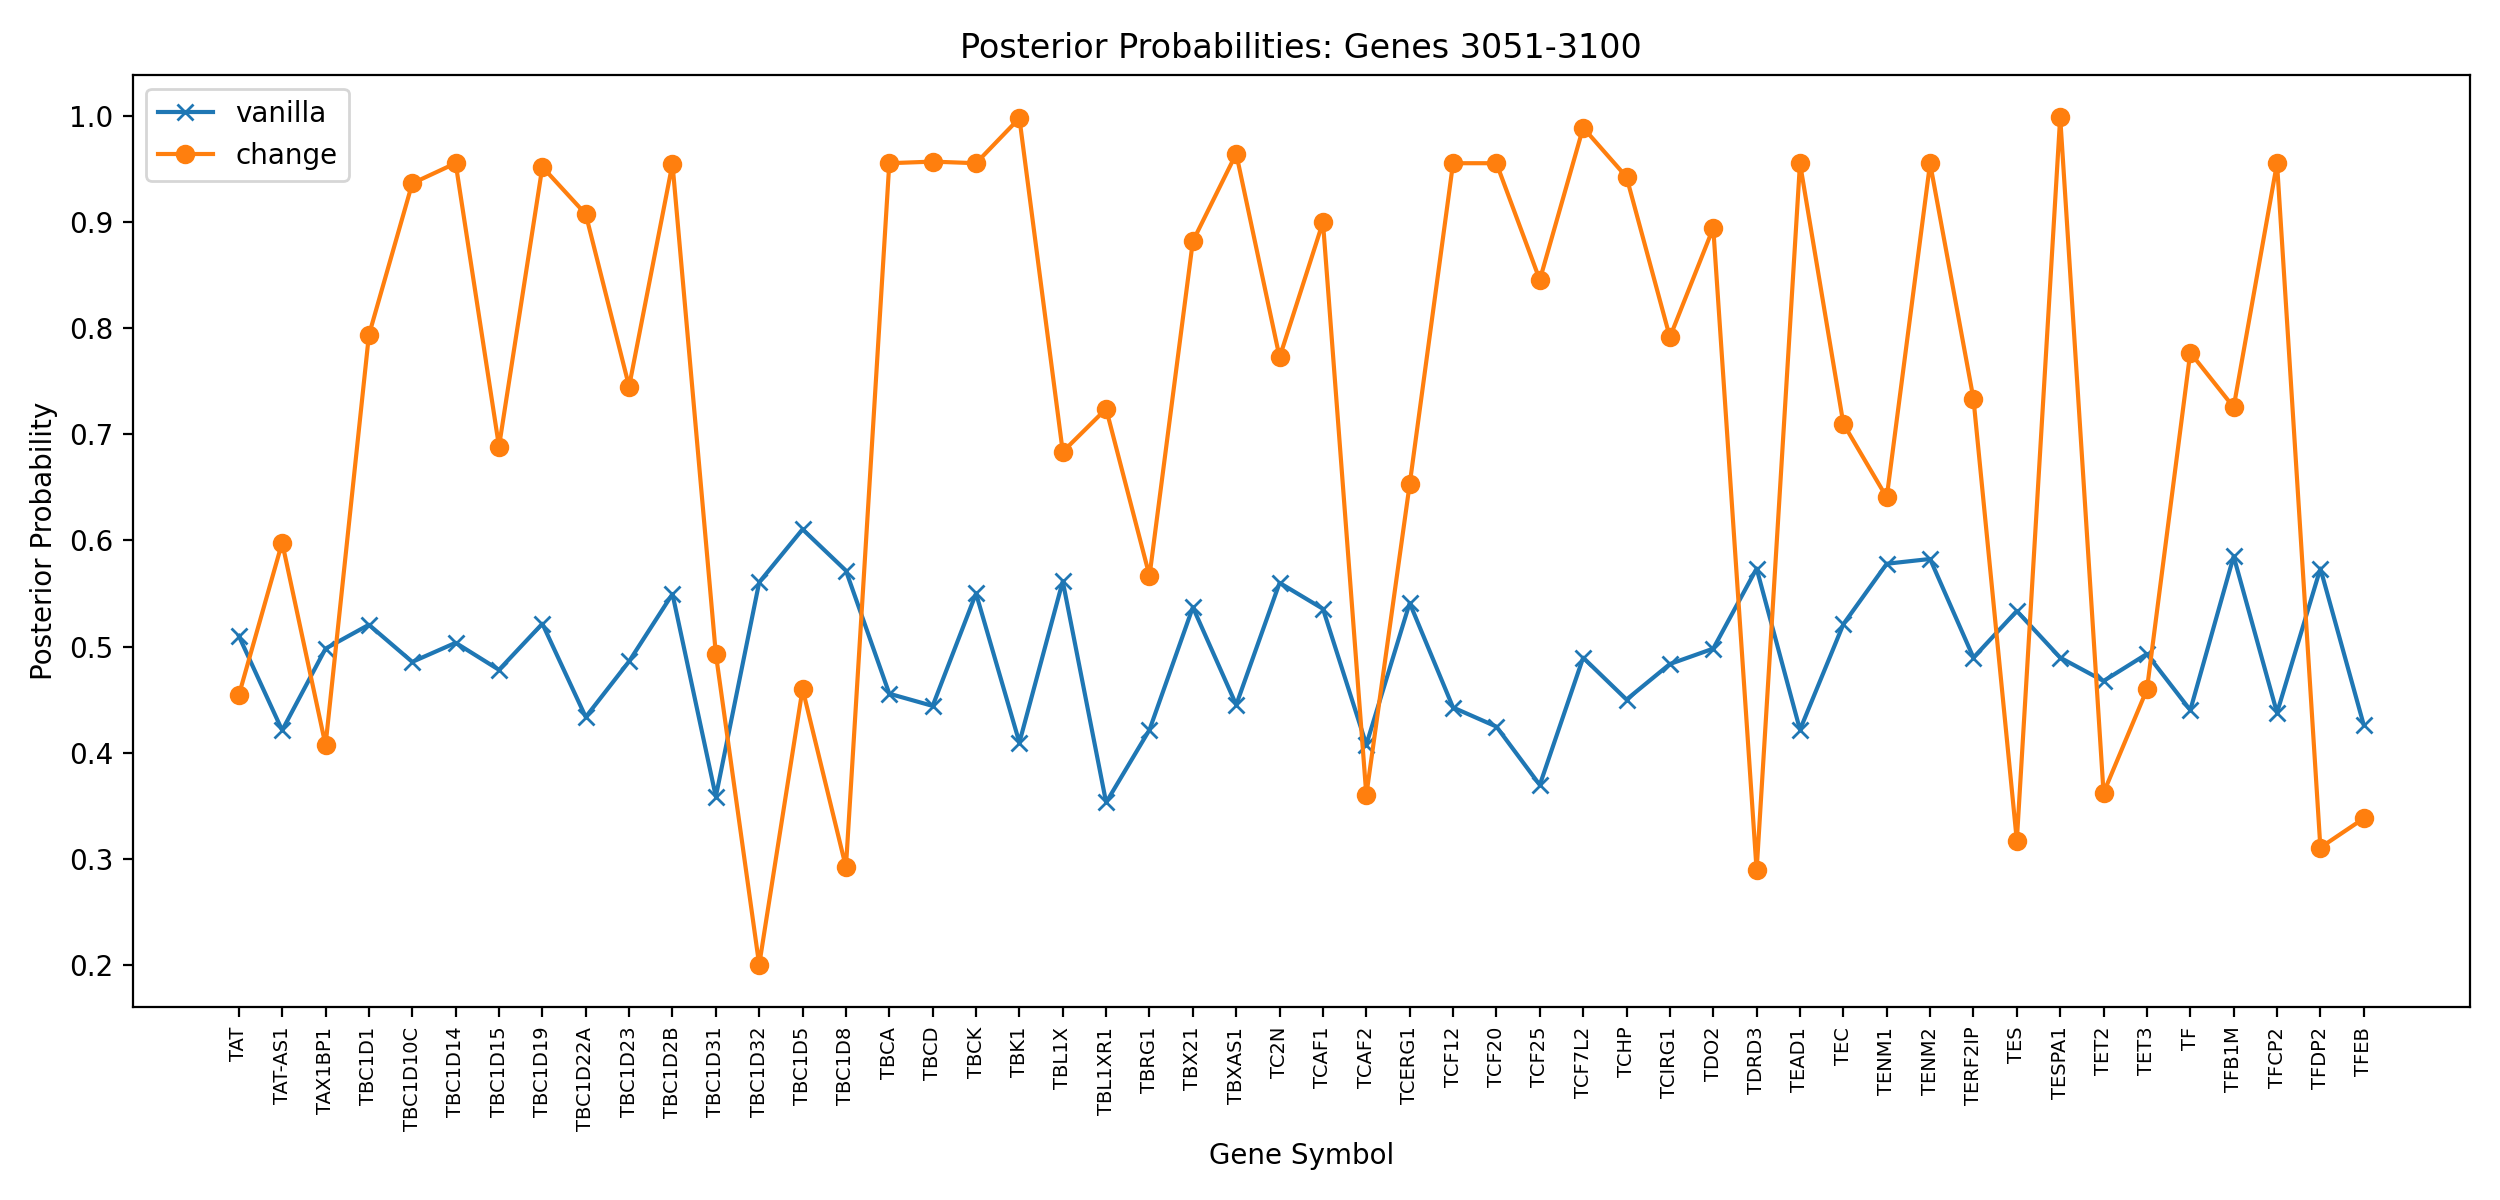 Posterior Probabilities: Genes 3051-3100
vanilla
change
Posterior Probability
1.0
0.9
0.8
0.7
0.6
0.5
0.4
0.3
0.2
TAT
TAT-AS1
TAX1BP1
TBC1D1
TBC1D10C
TBC1D14
TBC1D15
TBC1D19
TBC1D22A
TBC1D23
TBC1D2B
TBC1D31
TBC1D32
TBC1D5
TBC1D8
TBCA
TBCD
TBCK
TBK1
TBL1X
TBL1XR1
TBRG1
TBX21
TBXAS1
TC2N
TCAF1
TCAF2
TCERG1
TCF12
TCF20
TCF25
TCF7L2
TCHP
TCIRG1
TDO2
TDRD3
TEAD1
TEC
TENM1
TENM2
TERF2IP
TES
TESPA1
TET2
TET3
TF
TFB1M
TFCP2
TFDP2
TFEB
Gene Symbol